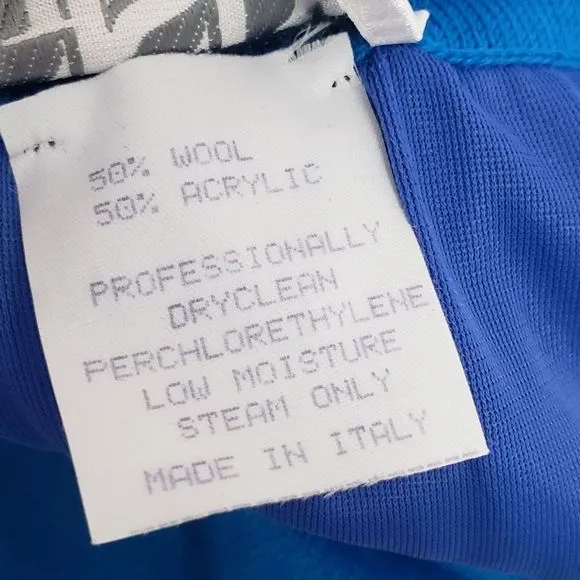 50% WOOL
50% ACRYLIC
PROFESSIONALLY
DRYCLEAN
PERCHLORETHYLENE
LOW MOISTURE
STEAM ONLY
MADE IN ITALY